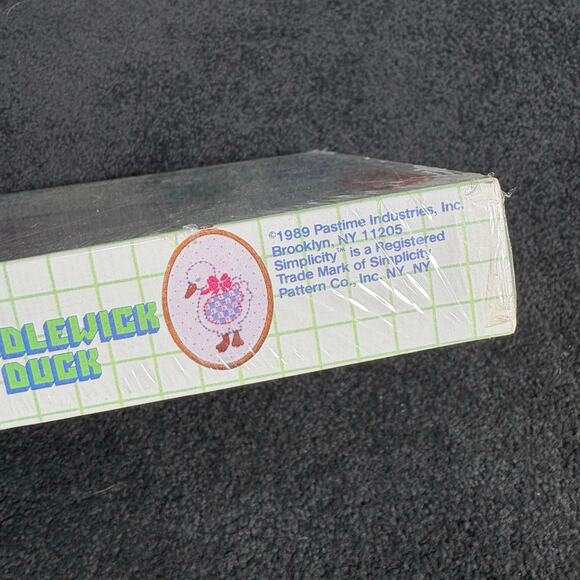 ©1989 Pastime Industries, Inc.
Brooklyn, NY 11205
Simplicity™ is a Registered
Trade Mark of Simplicity
Pattern Co., Inc. NY, NY
DLEWICK
DUCK